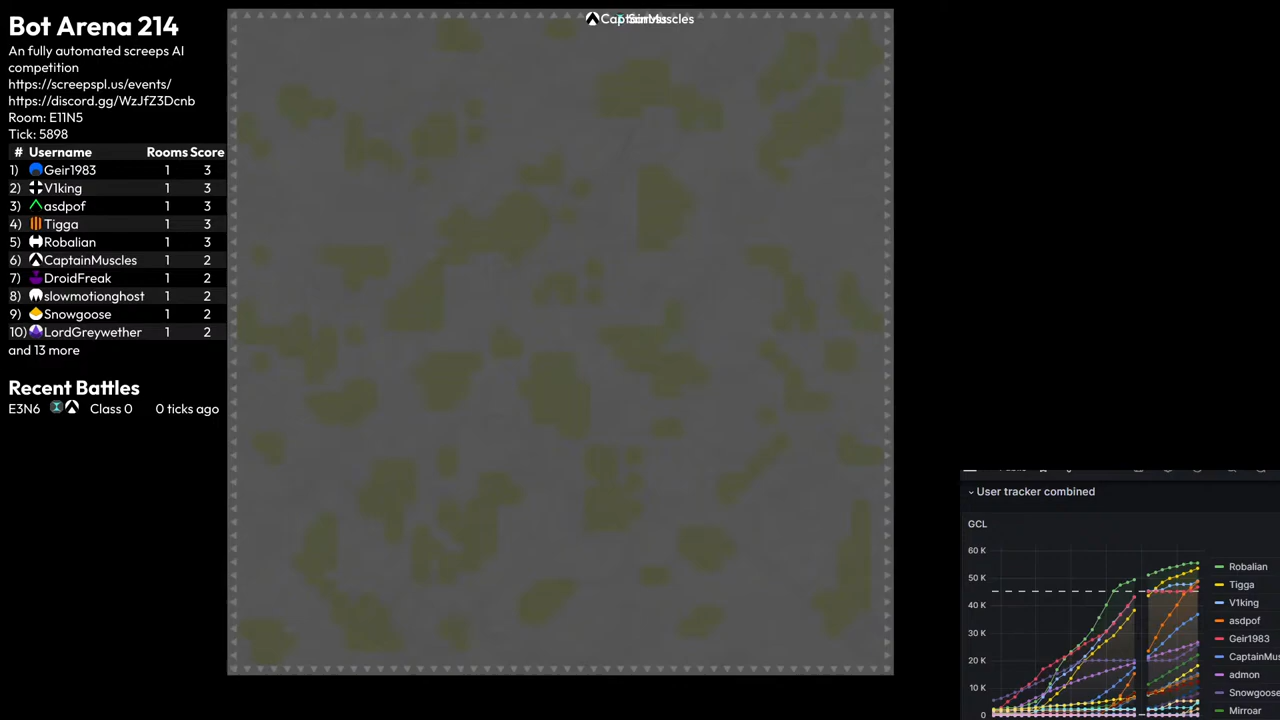 Bot Arena 214
An fully automated screeps AI
competition
https://screepspl.us/events/
https://discord.gg/WzJfZ3Dcnb
Room: E11N5
Tick: 5898
# Username Rooms Score
1) Geir1983 1 3
2) V1king 1 3
3) asdpof 1 3
4) Tigga 1 3
5) Robalian 1 3
6) CaptainMuscles 1 2
7) DroidFreak 1 2
8) slowmotionghost 1 2
9) Snowgoose 1 2
10) LordGreywether 1 2
and 13 more
Recent Battles
E3N6 Class 0 0 ticks ago
User tracker combined
GCL
60 K
50 K
40 K
30 K
20 K
10 K
0
Robalian
Tigga
V1king
asdpof
Geir1983
CaptainMus
admon
Snowgoose
Mirroar